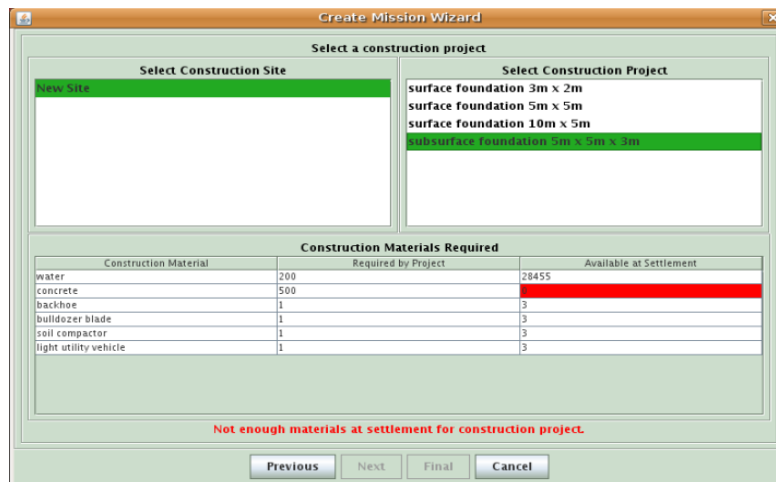 Create Mission Wizard
Select a construction project
Select Construction Site
New Site
Select Construction Project
surface foundation 3m x 2m
surface foundation 5m x 5m
surface foundation 10m x 5m
subsurface foundation 5m x 5m x 3m
Construction Materials Required
Construction Material Required by Project Available at Settlement
water 200 28455
concrete 500
backhoe 1 3
bulldozer blade 1 3
soil compactor 1 3
light utility vehicle 1 3
Not enough materials at settlement for construction project.
Previous Next Final Cancel